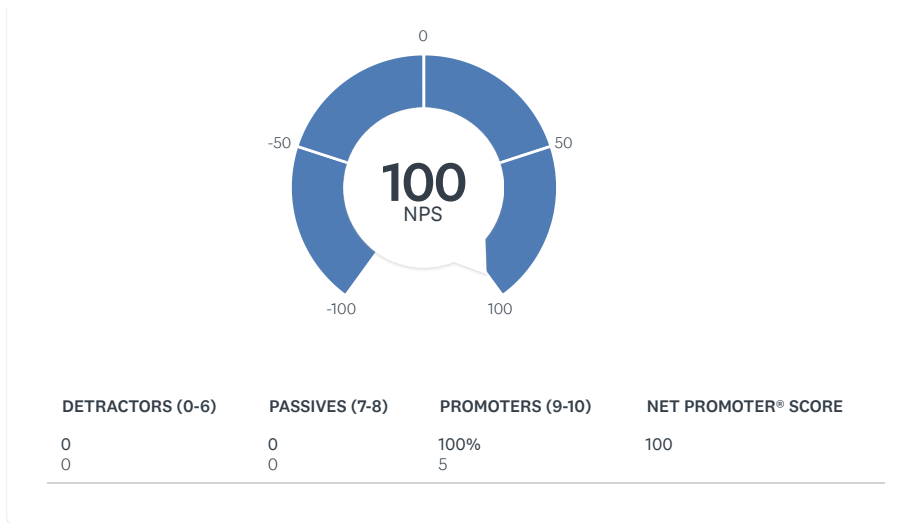 0
-50
50
100
NPS
-100
100
DETRACTORS (0-6) PASSIVES (7-8) PROMOTERS (9-10) NET PROMOTER® SCORE
0 0 100% 100
0 0 5